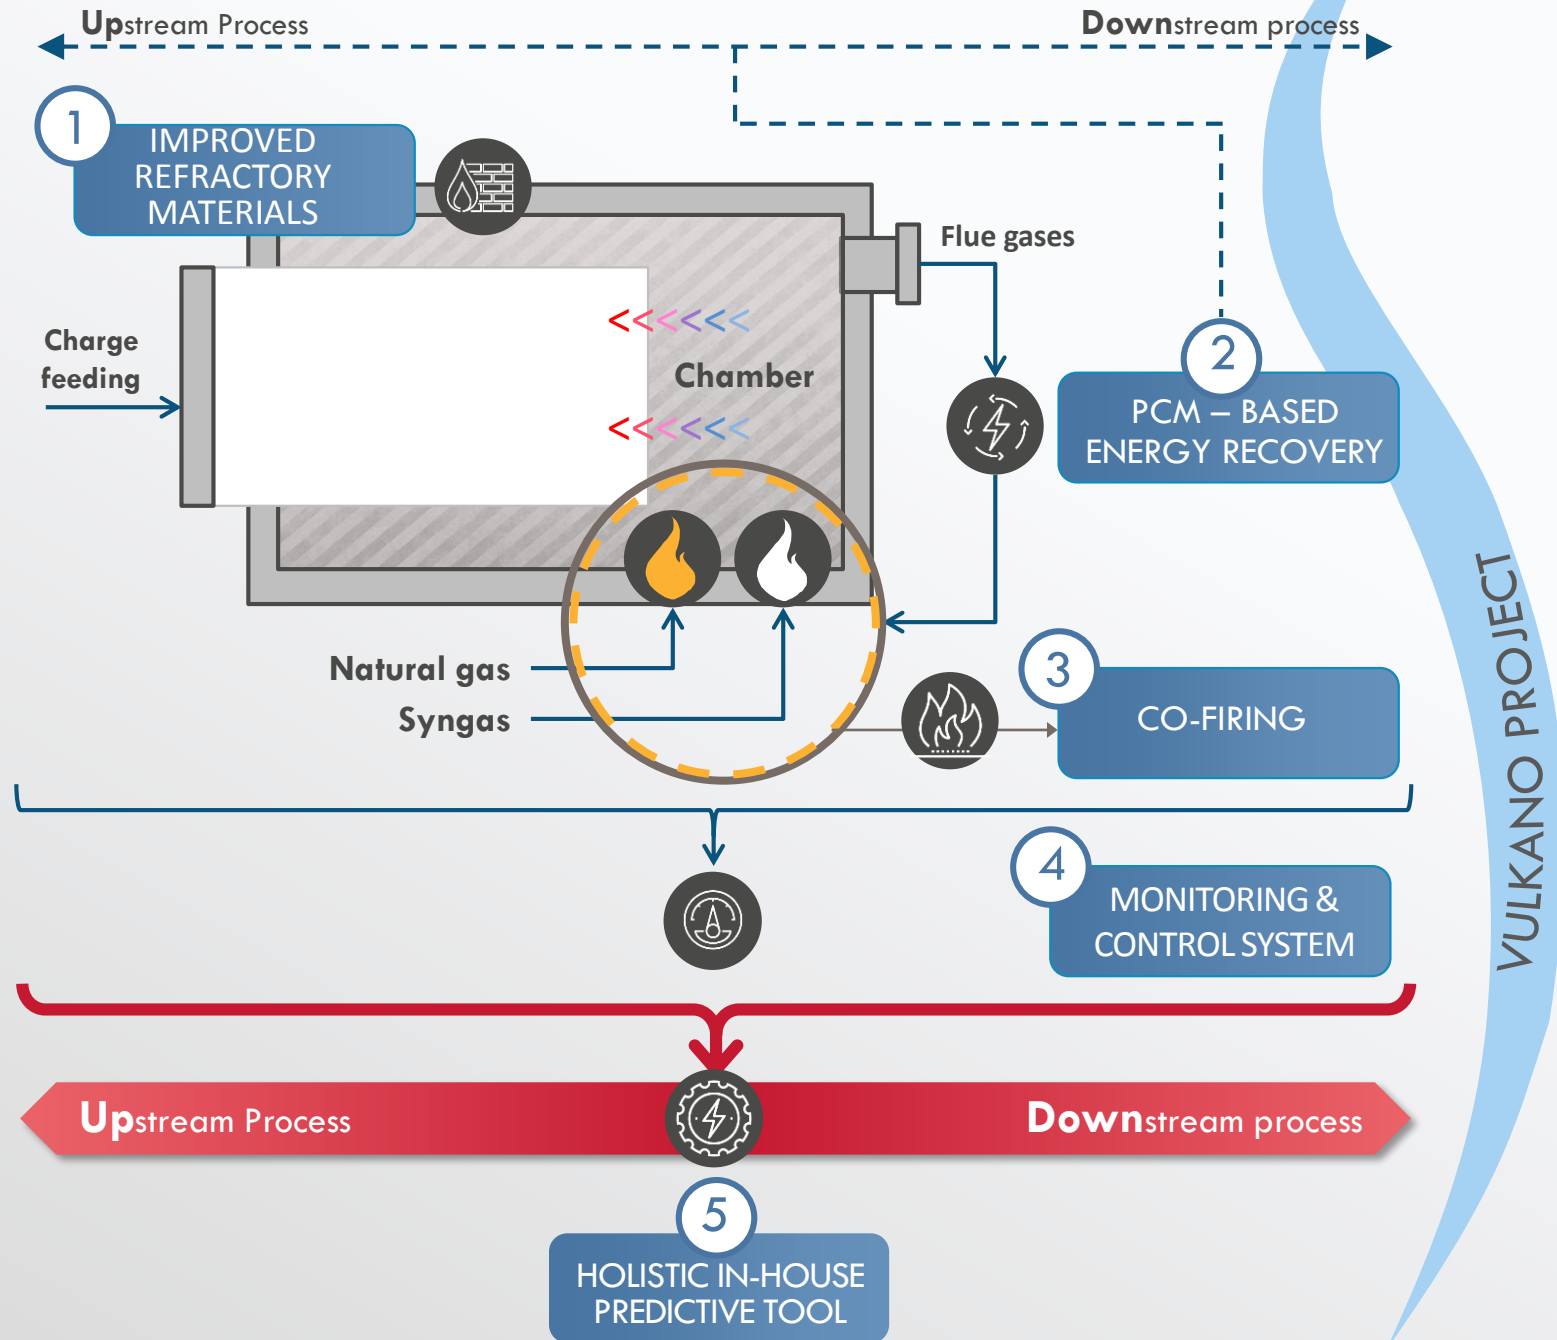 Upstream Process
Downstream process
1
IMPROVED
REFRACTORY
MATERIALS
Flue gases
Charge
feeding
<<<<<<
Chamber
<<<<<<
2
PCM – BASED
ENERGY RECOVERY
Natural gas
Syngas
3
CO-FIRING
4
MONITORING &
CONTROL SYSTEM
VULKANO PROJECT
Upstream Process
Downstream process
5
HOLISTIC IN-HOUSE
PREDICTIVE TOOL